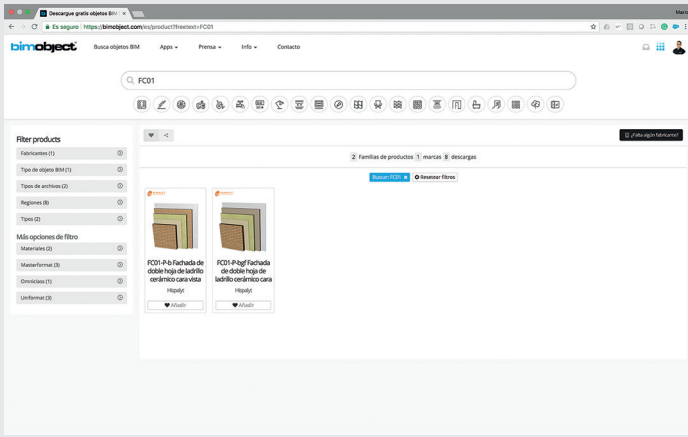 Descargue gratis objetos BIM
Mario
Es seguro | https://bimobject.com/es/product?freetext=FC01
bimobject
Busca objetos BIM
Apps
Prensa
Info
Contacto
FC01
Filter products
Fabricantes (1)
Tipo de objeto BIM (1)
Tipos de archivos (2)
Regiones (8)
Tipos (2)
Más opciones de filtro
Materiales (2)
Masterformat (3)
Omniclass (1)
Uniformat (3)
¿Falta algún fabricante?
2 Familias de productos 1 marcas 8 descargas
Buscar: FC01 x Resetear filtros
FC01-P-b Fachada de
doble hoja de ladrillo
cerámico cara vista
Hispalyt
Añadir
FC01-P-bgf Fachada
de doble hoja de
ladrillo cerámico cara
Hispalyt
Añadir